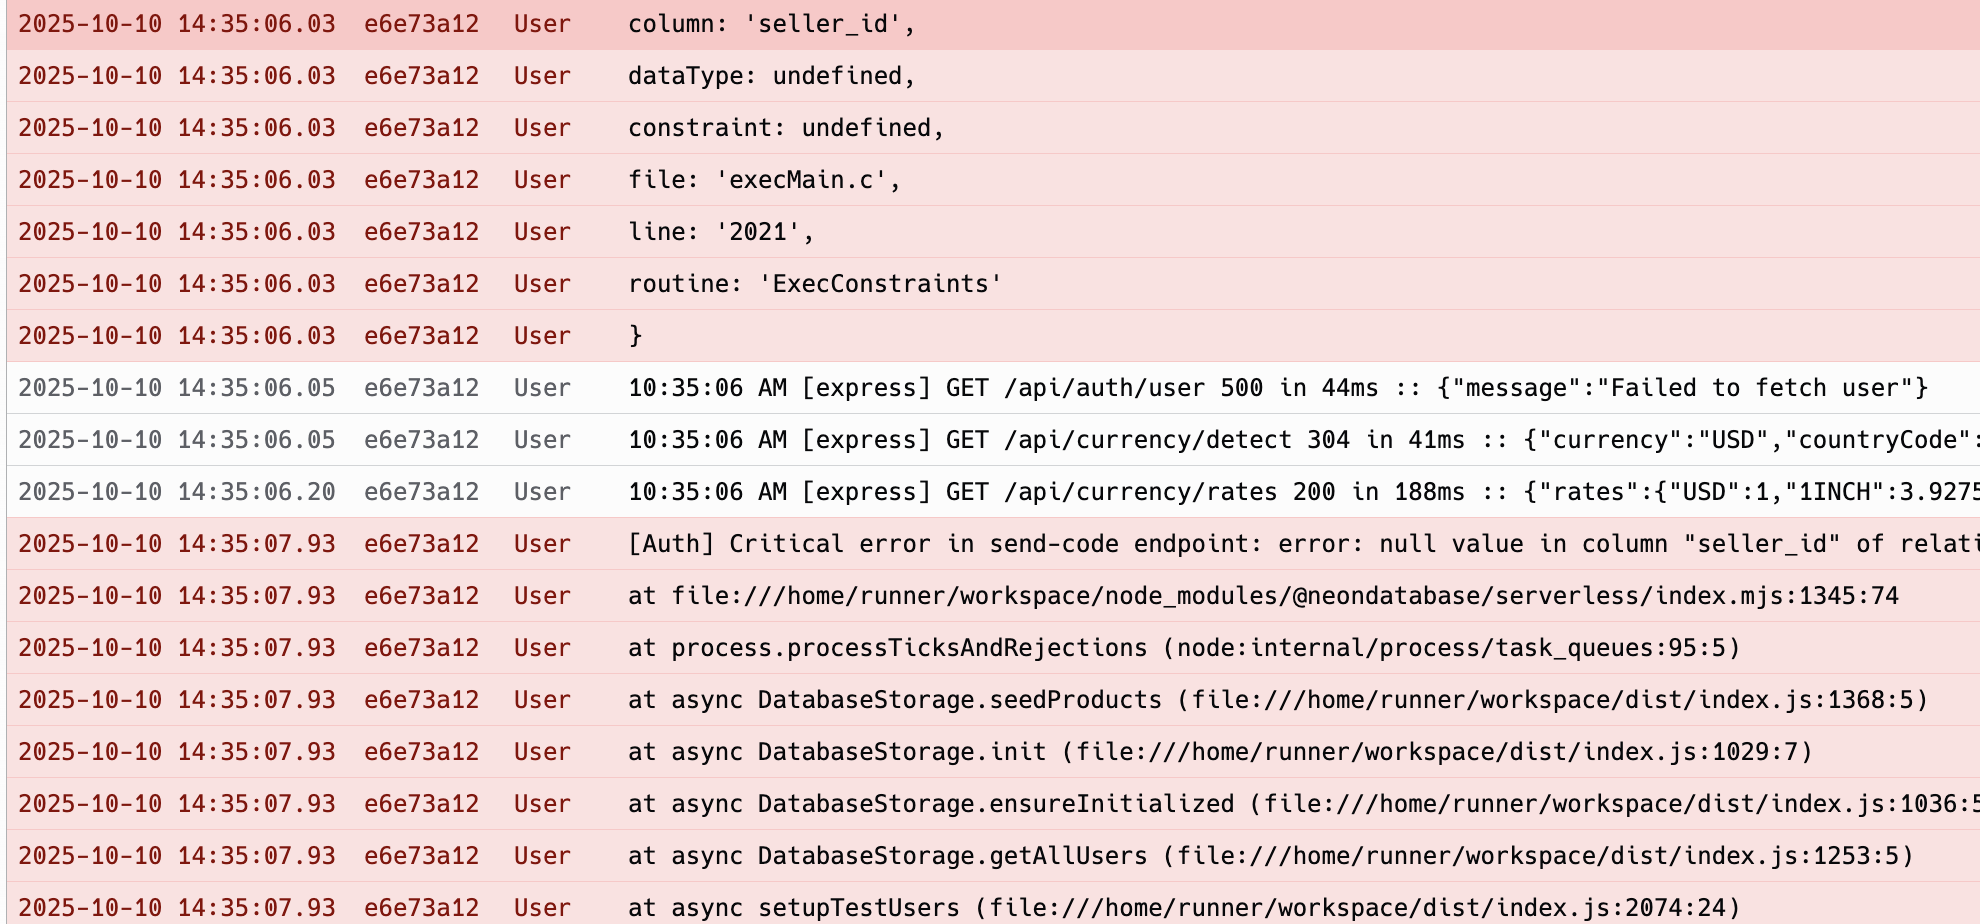 2025-10-10 14:35:06.03 e6e73a12 User column: 'seller_id',
2025-10-10 14:35:06.03 e6e73a12 User dataType: undefined,
2025-10-10 14:35:06.03 e6e73a12 User constraint: undefined,
2025-10-10 14:35:06.03 e6e73a12 User file: 'execMain.c',
2025-10-10 14:35:06.03 e6e73a12 User line: '2021',
2025-10-10 14:35:06.03 e6e73a12 User routine: 'ExecConstraints'
2025-10-10 14:35:06.03 e6e73a12 User }
2025-10-10 14:35:06.05 e6e73a12 User 10:35:06 AM [express] GET /api/auth/user 500 in 44ms :: {"message":"Failed to fetch user"}
2025-10-10 14:35:06.05 e6e73a12 User 10:35:06 AM [express] GET /api/currency/detect 304 in 41ms :: {"currency":"USD","countryCode":
2025-10-10 14:35:06.20 e6e73a12 User 10:35:06 AM [express] GET /api/currency/rates 200 in 188ms :: {"rates":{"USD":1,"1INCH":3.9275
2025-10-10 14:35:07.93 e6e73a12 User [Auth] Critical error in send-code endpoint: error: null value in column "seller_id" of relati
2025-10-10 14:35:07.93 e6e73a12 User at file:///home/runner/workspace/node_modules/@neondatabase/serverless/index.mjs:1345:74
2025-10-10 14:35:07.93 e6e73a12 User at process.processTicksAndRejections (node:internal/process/task_queues:95:5)
2025-10-10 14:35:07.93 e6e73a12 User at async DatabaseStorage.seedProducts (file:///home/runner/workspace/dist/index.js:1368:5)
2025-10-10 14:35:07.93 e6e73a12 User at async DatabaseStorage.init (file:///home/runner/workspace/dist/index.js:1029:7)
2025-10-10 14:35:07.93 e6e73a12 User at async DatabaseStorage.ensureInitialized (file:///home/runner/workspace/dist/index.js:1036:5
2025-10-10 14:35:07.93 e6e73a12 User at async DatabaseStorage.getAllUsers (file:///home/runner/workspace/dist/index.js:1253:5)
2025-10-10 14:35:07.93 e6e73a12 User at async setupTestUsers (file:///home/runner/workspace/dist/index.js:2074:24)